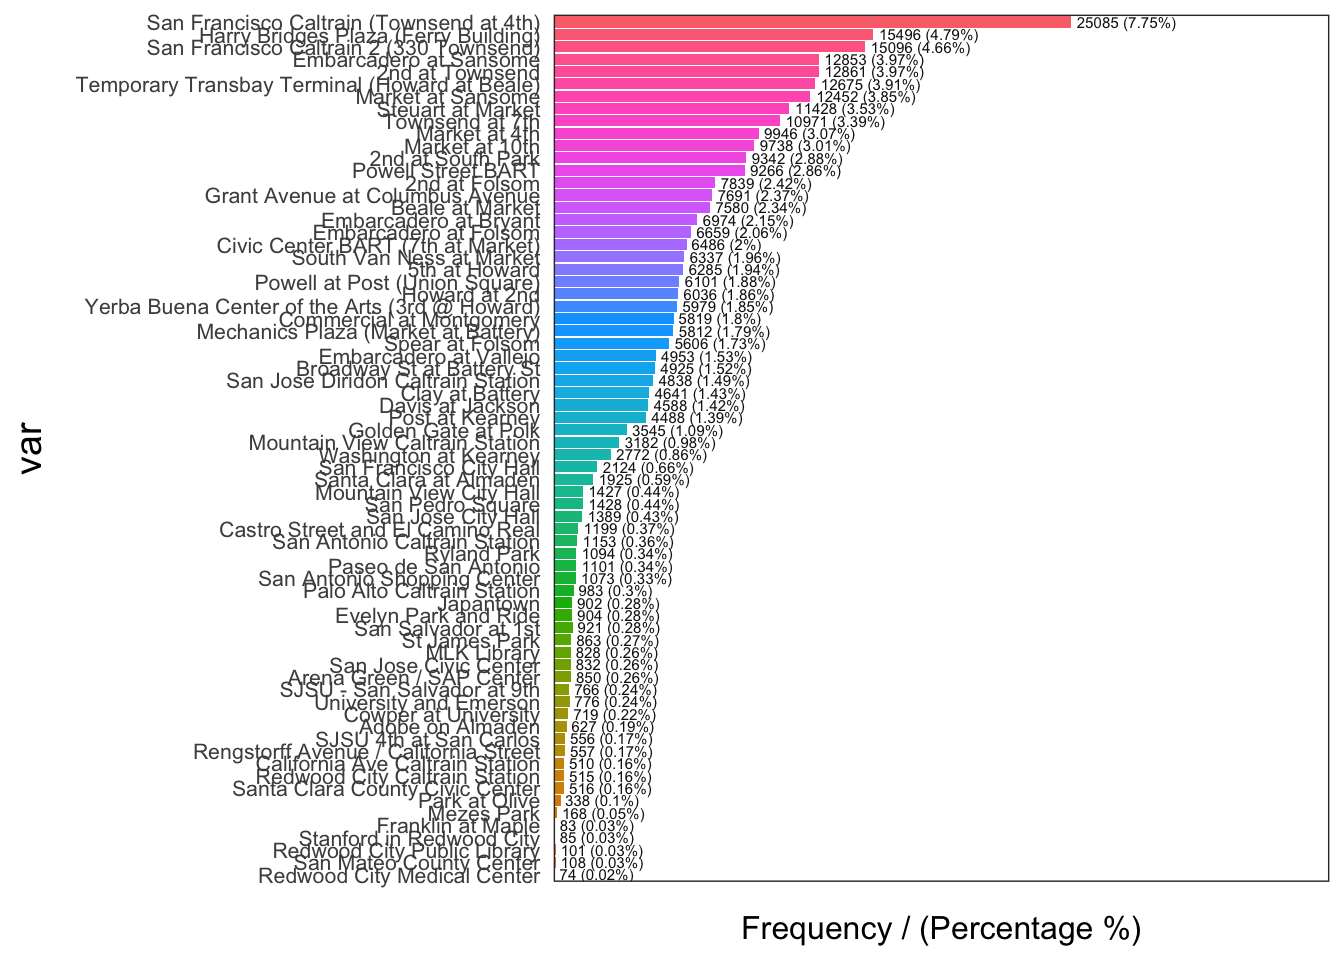 San Francisco Caltrain (Townsend at 4th) 25085 (7.75%)
Harry Bridges Plaza (Ferry Building) 15496 (4.79%)
San Francisco Caltrain 2 (330 Townsend) 15096 (4.66%)
Embarcadero at Sansome 12853 (3.97%)
2nd at Townsend 12861 (3.97%)
Temporary Transbay Terminal (Howard at Beale) 12675 (3.91%)
Market at Sansome 12452 (3.85%)
Steuart at Market 11428 (3.53%)
Townsend at 7th 10971 (3.39%)
Market at 4th 9946 (3.07%)
Market at 10th 9738 (3.01%)
2nd at South Park 9342 (2.88%)
Powell Street BART 9266 (2.86%)
2nd at Folsom 7839 (2.42%)
Grant Avenue at Columbus Avenue 7691 (2.37%)
Beale at Market 7580 (2.34%)
Embarcadero at Bryant 6974 (2.15%)
Embarcadero at Folsom 6659 (2.06%)
Civic Center BART (7th at Market) 6486 (2%)
South Van Ness at Market 6337 (1.96%)
5th at Howard 6285 (1.94%)
Powell at Post (Union Square) 6101 (1.88%)
Howard at 2nd 6036 (1.86%)
Yerba Buena Center of the Arts (3rd @ Howard) 5979 (1.85%)
Commercial at Montgomery 5819 (1.8%)
Mechanics Plaza (Market at Battery) 5812 (1.79%)
Spear at Folsom 5606 (1.73%)
Embarcadero at Vallejo 4953 (1.53%)
Broadway St at Battery St 4925 (1.52%)
San Jose Diridon Caltrain Station 4838 (1.49%)
Clay at Battery 4641 (1.43%)
Davis at Jackson 4588 (1.42%)
Post at Kearney 4488 (1.39%)
Golden Gate at Polk 3545 (1.09%)
Mountain View Caltrain Station 3182 (0.98%)
Washington at Kearney 2772 (0.86%)
San Francisco City Hall 2124 (0.66%)
Santa Clara at Almaden 1925 (0.59%)
Mountain View City Hall 1427 (0.44%)
San Pedro Square 1428 (0.44%)
San Jose City Hall 1389 (0.43%)
Castro Street and El Camino Real 1199 (0.37%)
San Antonio Caltrain Station 1153 (0.36%)
Ryland Park 1094 (0.34%)
Paseo de San Antonio 1101 (0.34%)
San Antonio Shopping Center 1073 (0.33%)
Palo Alto Caltrain Station 983 (0.3%)
Japantown 902 (0.28%)
Evelyn Park and Ride 904 (0.28%)
San Salvador at 1st 921 (0.28%)
St James Park 863 (0.27%)
MLK Library 828 (0.26%)
San Jose Civic Center 832 (0.26%)
Arena Green / SAP Center 850 (0.26%)
SJSU - San Salvador at 9th 766 (0.24%)
University and Emerson 776 (0.24%)
Cowper at University 719 (0.22%)
Adobe on Almaden 627 (0.19%)
SJSU 4th at San Carlos 556 (0.17%)
Rengstorff Avenue / California Street 557 (0.17%)
California Ave Caltrain Station 510 (0.16%)
Redwood City Caltrain Station 515 (0.16%)
Santa Clara County Civic Center 516 (0.16%)
Park at Olive 338 (0.1%)
Mezes Park 168 (0.05%)
Franklin at Maple 83 (0.03%)
Stanford in Redwood City 85 (0.03%)
Redwood City Public Library 101 (0.03%)
San Mateo County Center 108 (0.03%)
Redwood City Medical Center 74 (0.02%)
var
Frequency / (Percentage %)